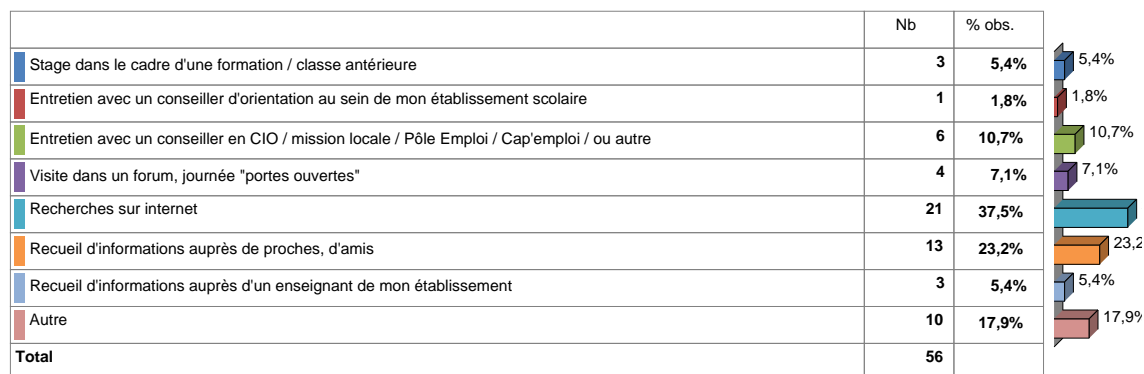 Nb % obs.
Stage dans le cadre d'une formation / classe antérieure 3 5,4% 5,4%
Entretien avec un conseiller d'orientation au sein de mon établissement scolaire 1 1,8% 1,8%
Entretien avec un conseiller en CIO / mission locale / Pôle Emploi / Cap'emploi / ou autre 6 10,7% 10,7%
Visite dans un forum, journée "portes ouvertes" 4 7,1% 7,1%
Recherches sur internet 21 37,5%
Recueil d'informations auprès de proches, d'amis 13 23,2% 23,2
Recueil d'informations auprès d'un enseignant de mon établissement 3 5,4% 5,4%
Autre 10 17,9% 17,9%
Total 56